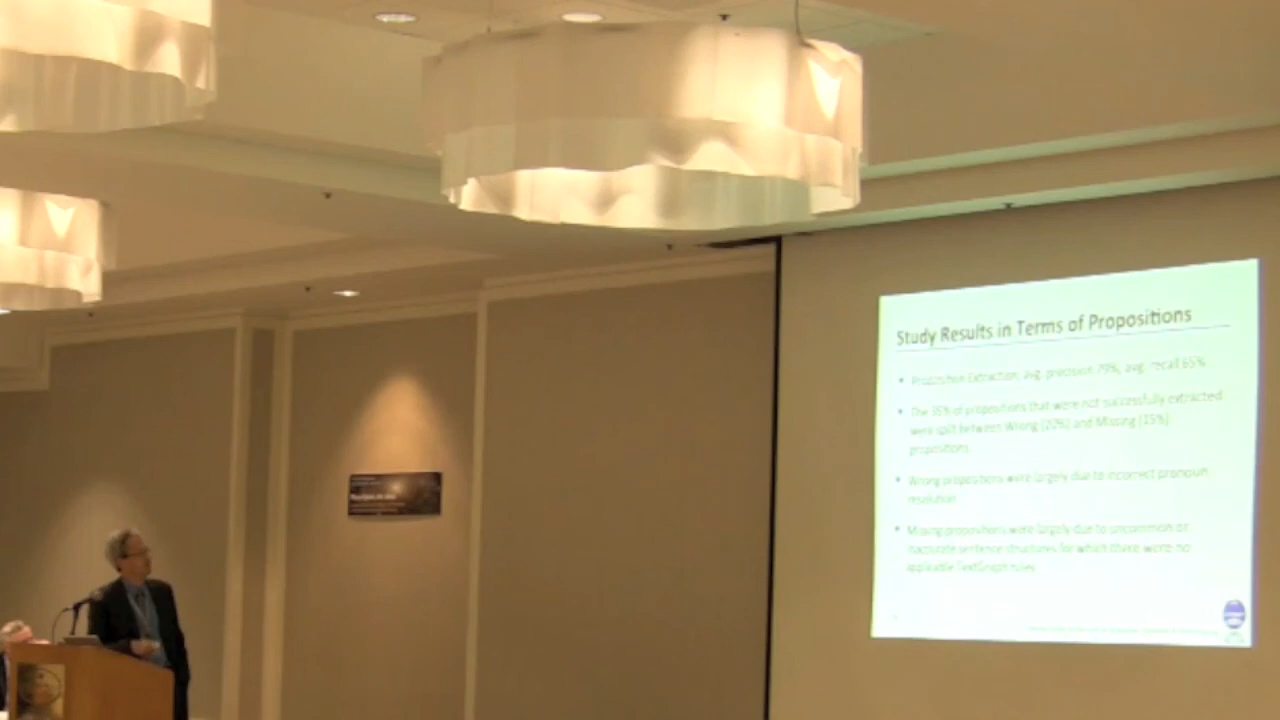 Study Results in Terms of Propositions
• Proposition Extraction: avg. precision 79%, avg. recall 65%
• The 35% of propositions that were not successfully extracted
were split between Wrong (20%) and Missing (15%)
propositions.
• Wrong propositions were largely due to incorrect pronoun
resolution
• Missing propositions were largely due to uncommon or
inaccurate sentence structures for which there were no
applicable TextGraph rules